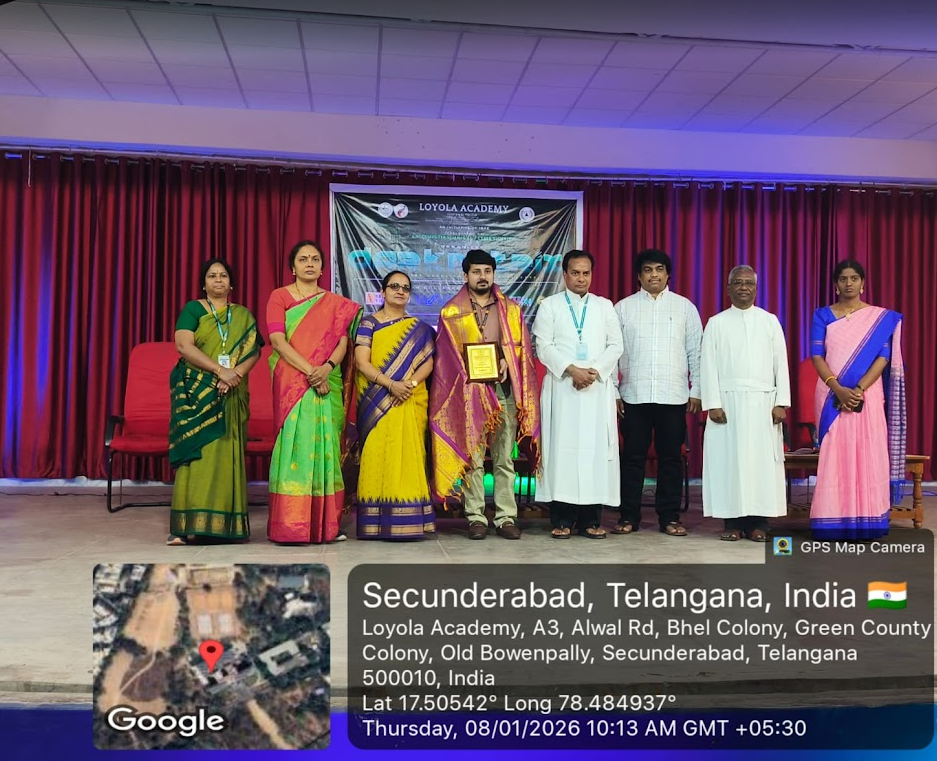 LOYOLA ACADEMY
GPS Map Camera
Secunderabad, Telangana, India
Loyola Academy, A3, Alwal Rd, Bhel Colony, Green County
Colony, Old Bowenpally, Secunderabad, Telangana
500010, India
Lat 17.50542° Long 78.484937°
Thursday, 08/01/2026 10:13 AM GMT +05:30
Google